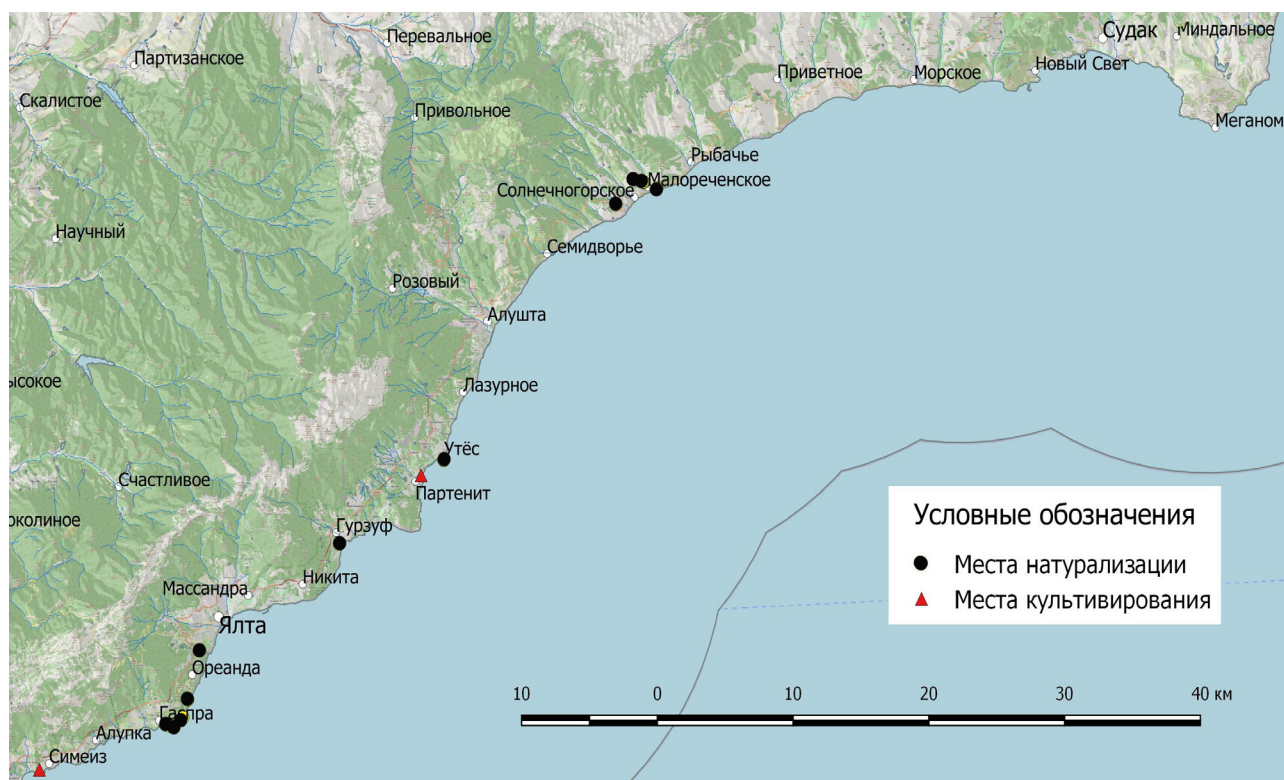 Перевальное
Судак
Миндальное
Партизанское
Новый Свет
Приветное
Морское
Скалистое
Привольное
Меганом
Рыбачье
Малореченское
Солнечногорское
Научный
Семидворье
Розовый
Алушта
ысокое
Лазурное
Утёс
Счастливое
Партенит
околиное
Гурзуф
Условные обозначения
Места натурализации
Места культивирования
Никита
Массандра
Ялта
Ореанда
10 0 10 20 30 40 км
Гаспра
Алупка
Симеиз